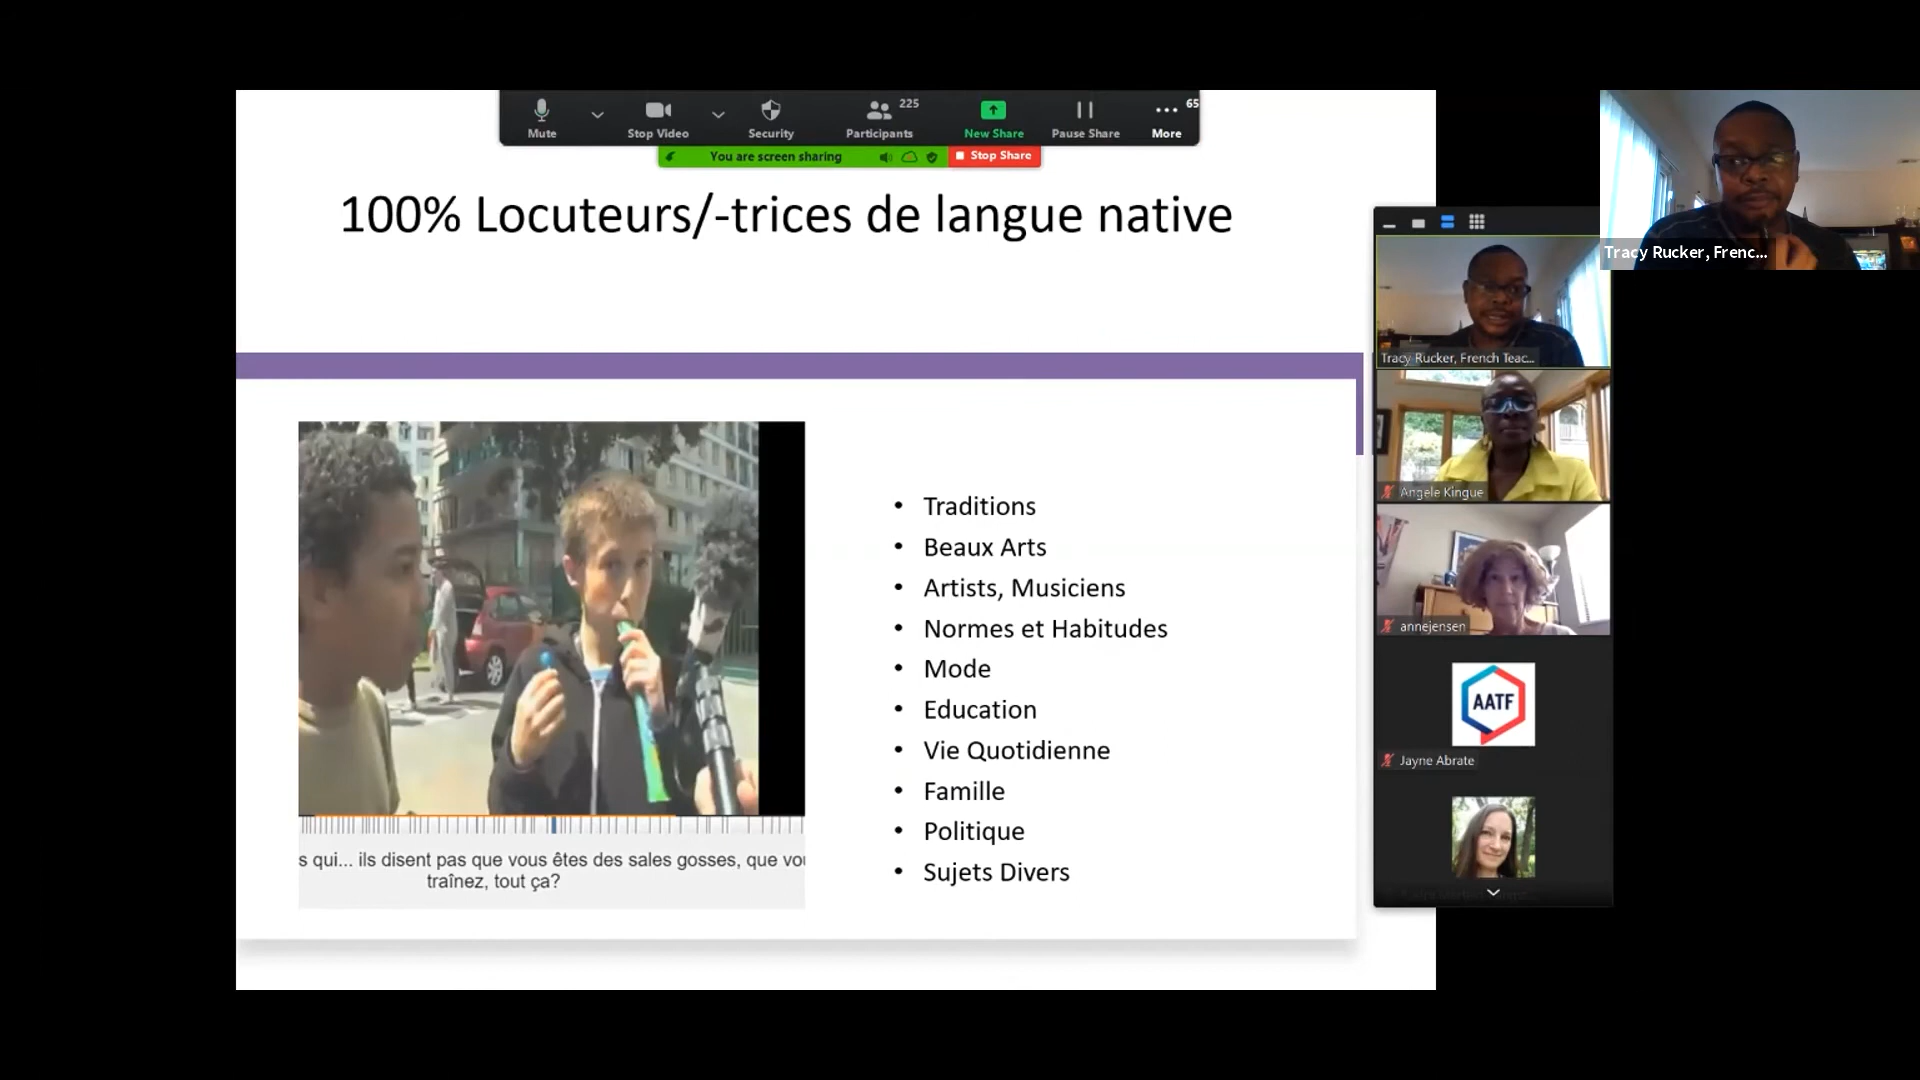 225
65
Mute
Stop Video
Security
Participants
New Share
Pause Share
More
You are screen sharing
Stop Share
100% Locuteurs/-trices de langue native
Tracy Rucker, Frenc...
Tracy Rucker, French Teac...
Angele Kingue
annejensen
AATF
Jayne Abrate
• Traditions
• Beaux Arts
• Artists, Musiciens
• Normes et Habitudes
• Mode
• Education
• Vie Quotidienne
• Famille
• Politique
• Sujets Divers
s qui... ils disent pas que vous êtes des sales gosses, que vou
traînez, tout ça?